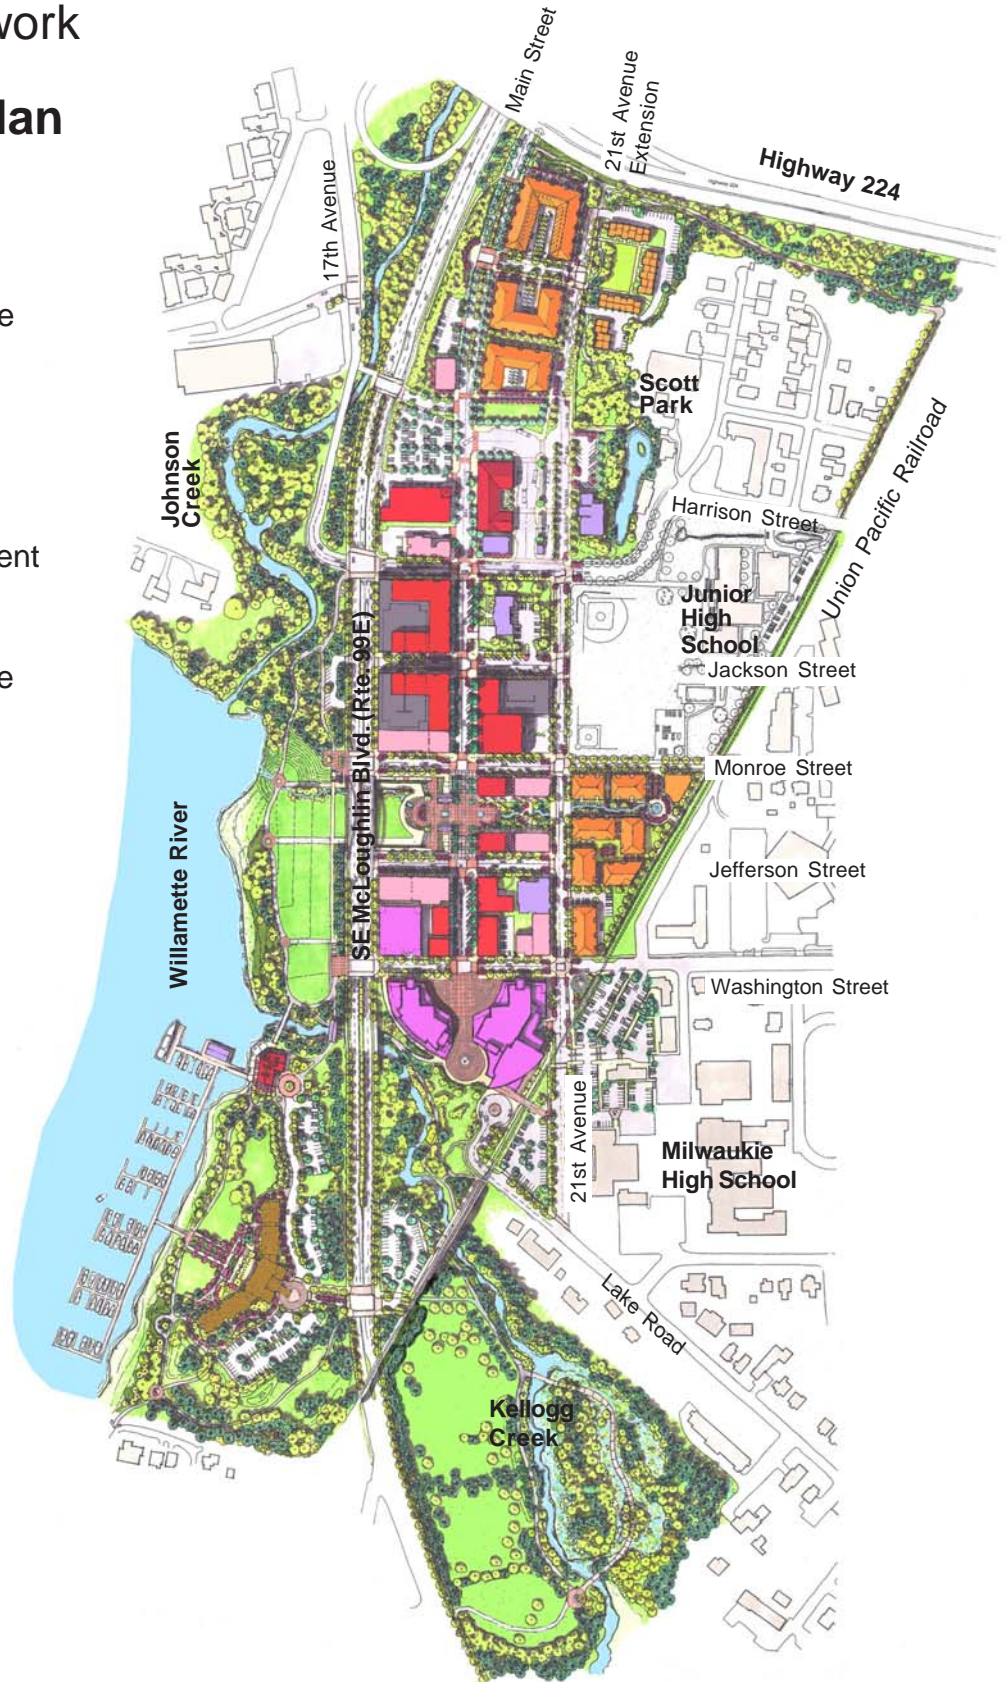 work
lan
e
ent
e
Main Street
21st Avenue
Extension
Highway 224
Highway 224
17th Avenue
Scott
Park
Johnson
Creek
Union Pacific Railroad
Harrison Street
Junior
High
School
Jackson Street
SE McLoughlin Blvd. (Rte. 99E)
Monroe Street
Willamette River
Jefferson Street
Washington Street
21st Avenue
Milwaukie
High School
Lake Road
Kellogg
Creek